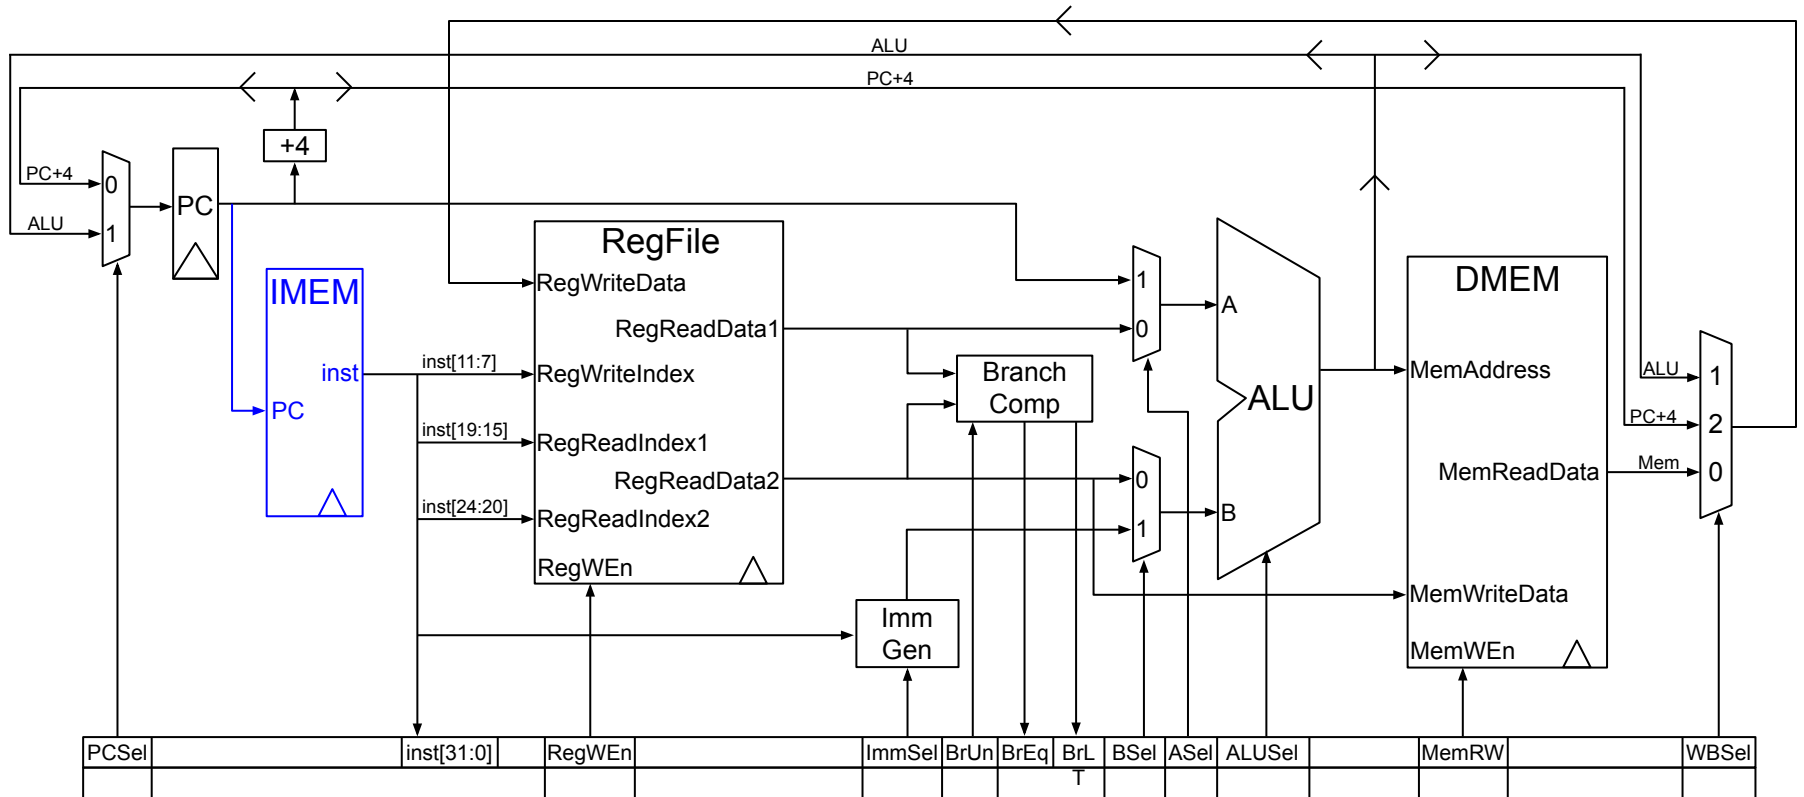 ALU
PC+4
+4
PC+4
0
PC
ALU
1
RegFile
IMEM
RegWriteData
1
DMEM
A
RegReadData1
0
inst
inst[11:7]
RegWriteIndex
Branch
Comp
MemAddress
ALU
1
ALU
PC
PC+4
2
inst[19:15]
RegReadIndex1
RegReadData2
0
MemReadData
Mem
0
inst[24:20]
RegReadIndex2
B
1
RegWEn
MemWriteData
Imm
Gen
MemWEn
PCSel
inst[31:0]
RegWEn
ImmSel
BrUn
BrEq
BrL
T
BSel
ASel
ALUSel
MemRW
WBSel